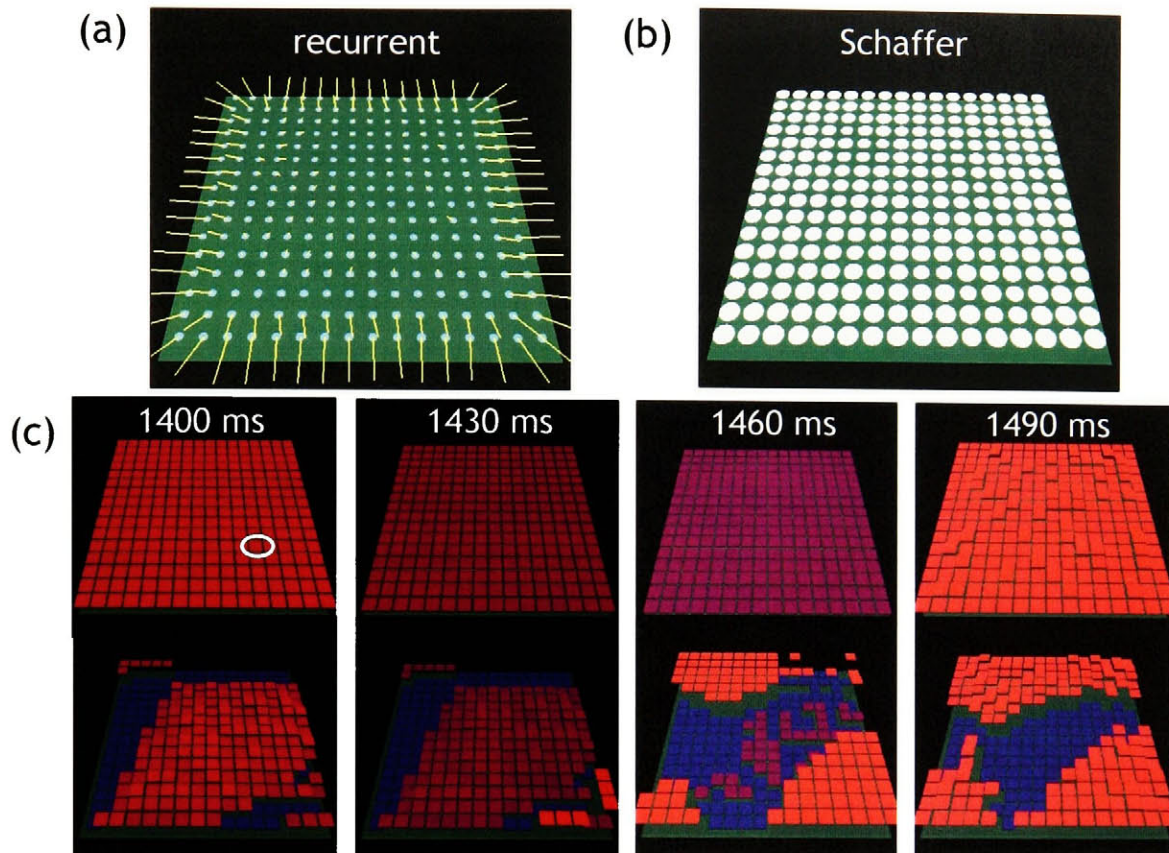 (a)
recurrent
(b)
Schaffer
(c)
1400 ms
1430 ms
1460 ms
1490 ms